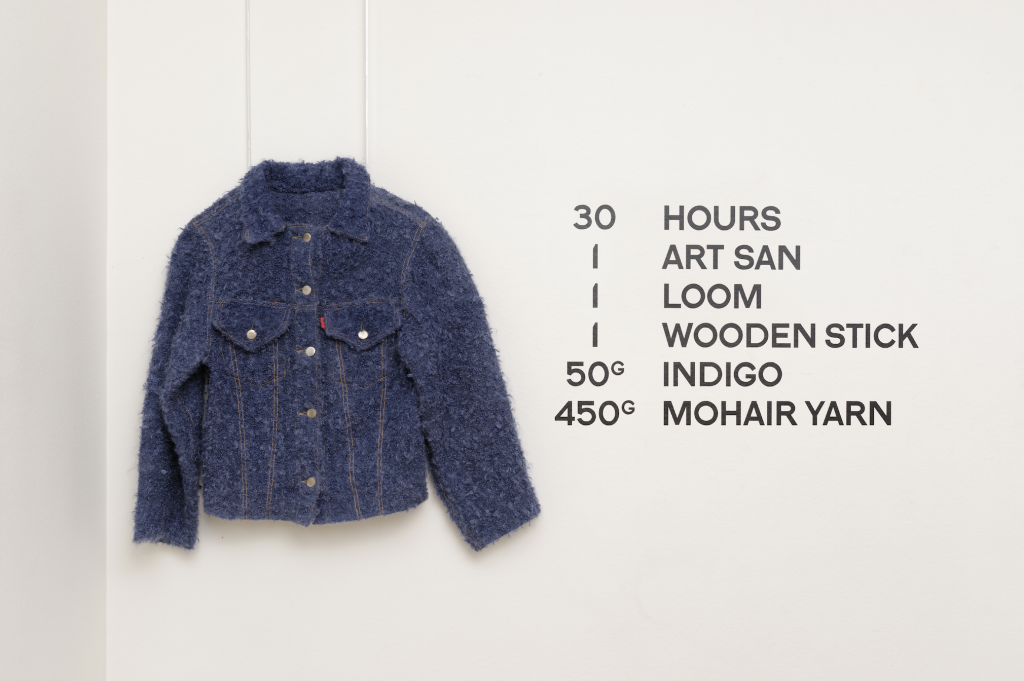 30 HOURS
1 ART SAN
1 LOOM
1 WOODEN STICK
50G INDIGO
450G MOHAIR YARN